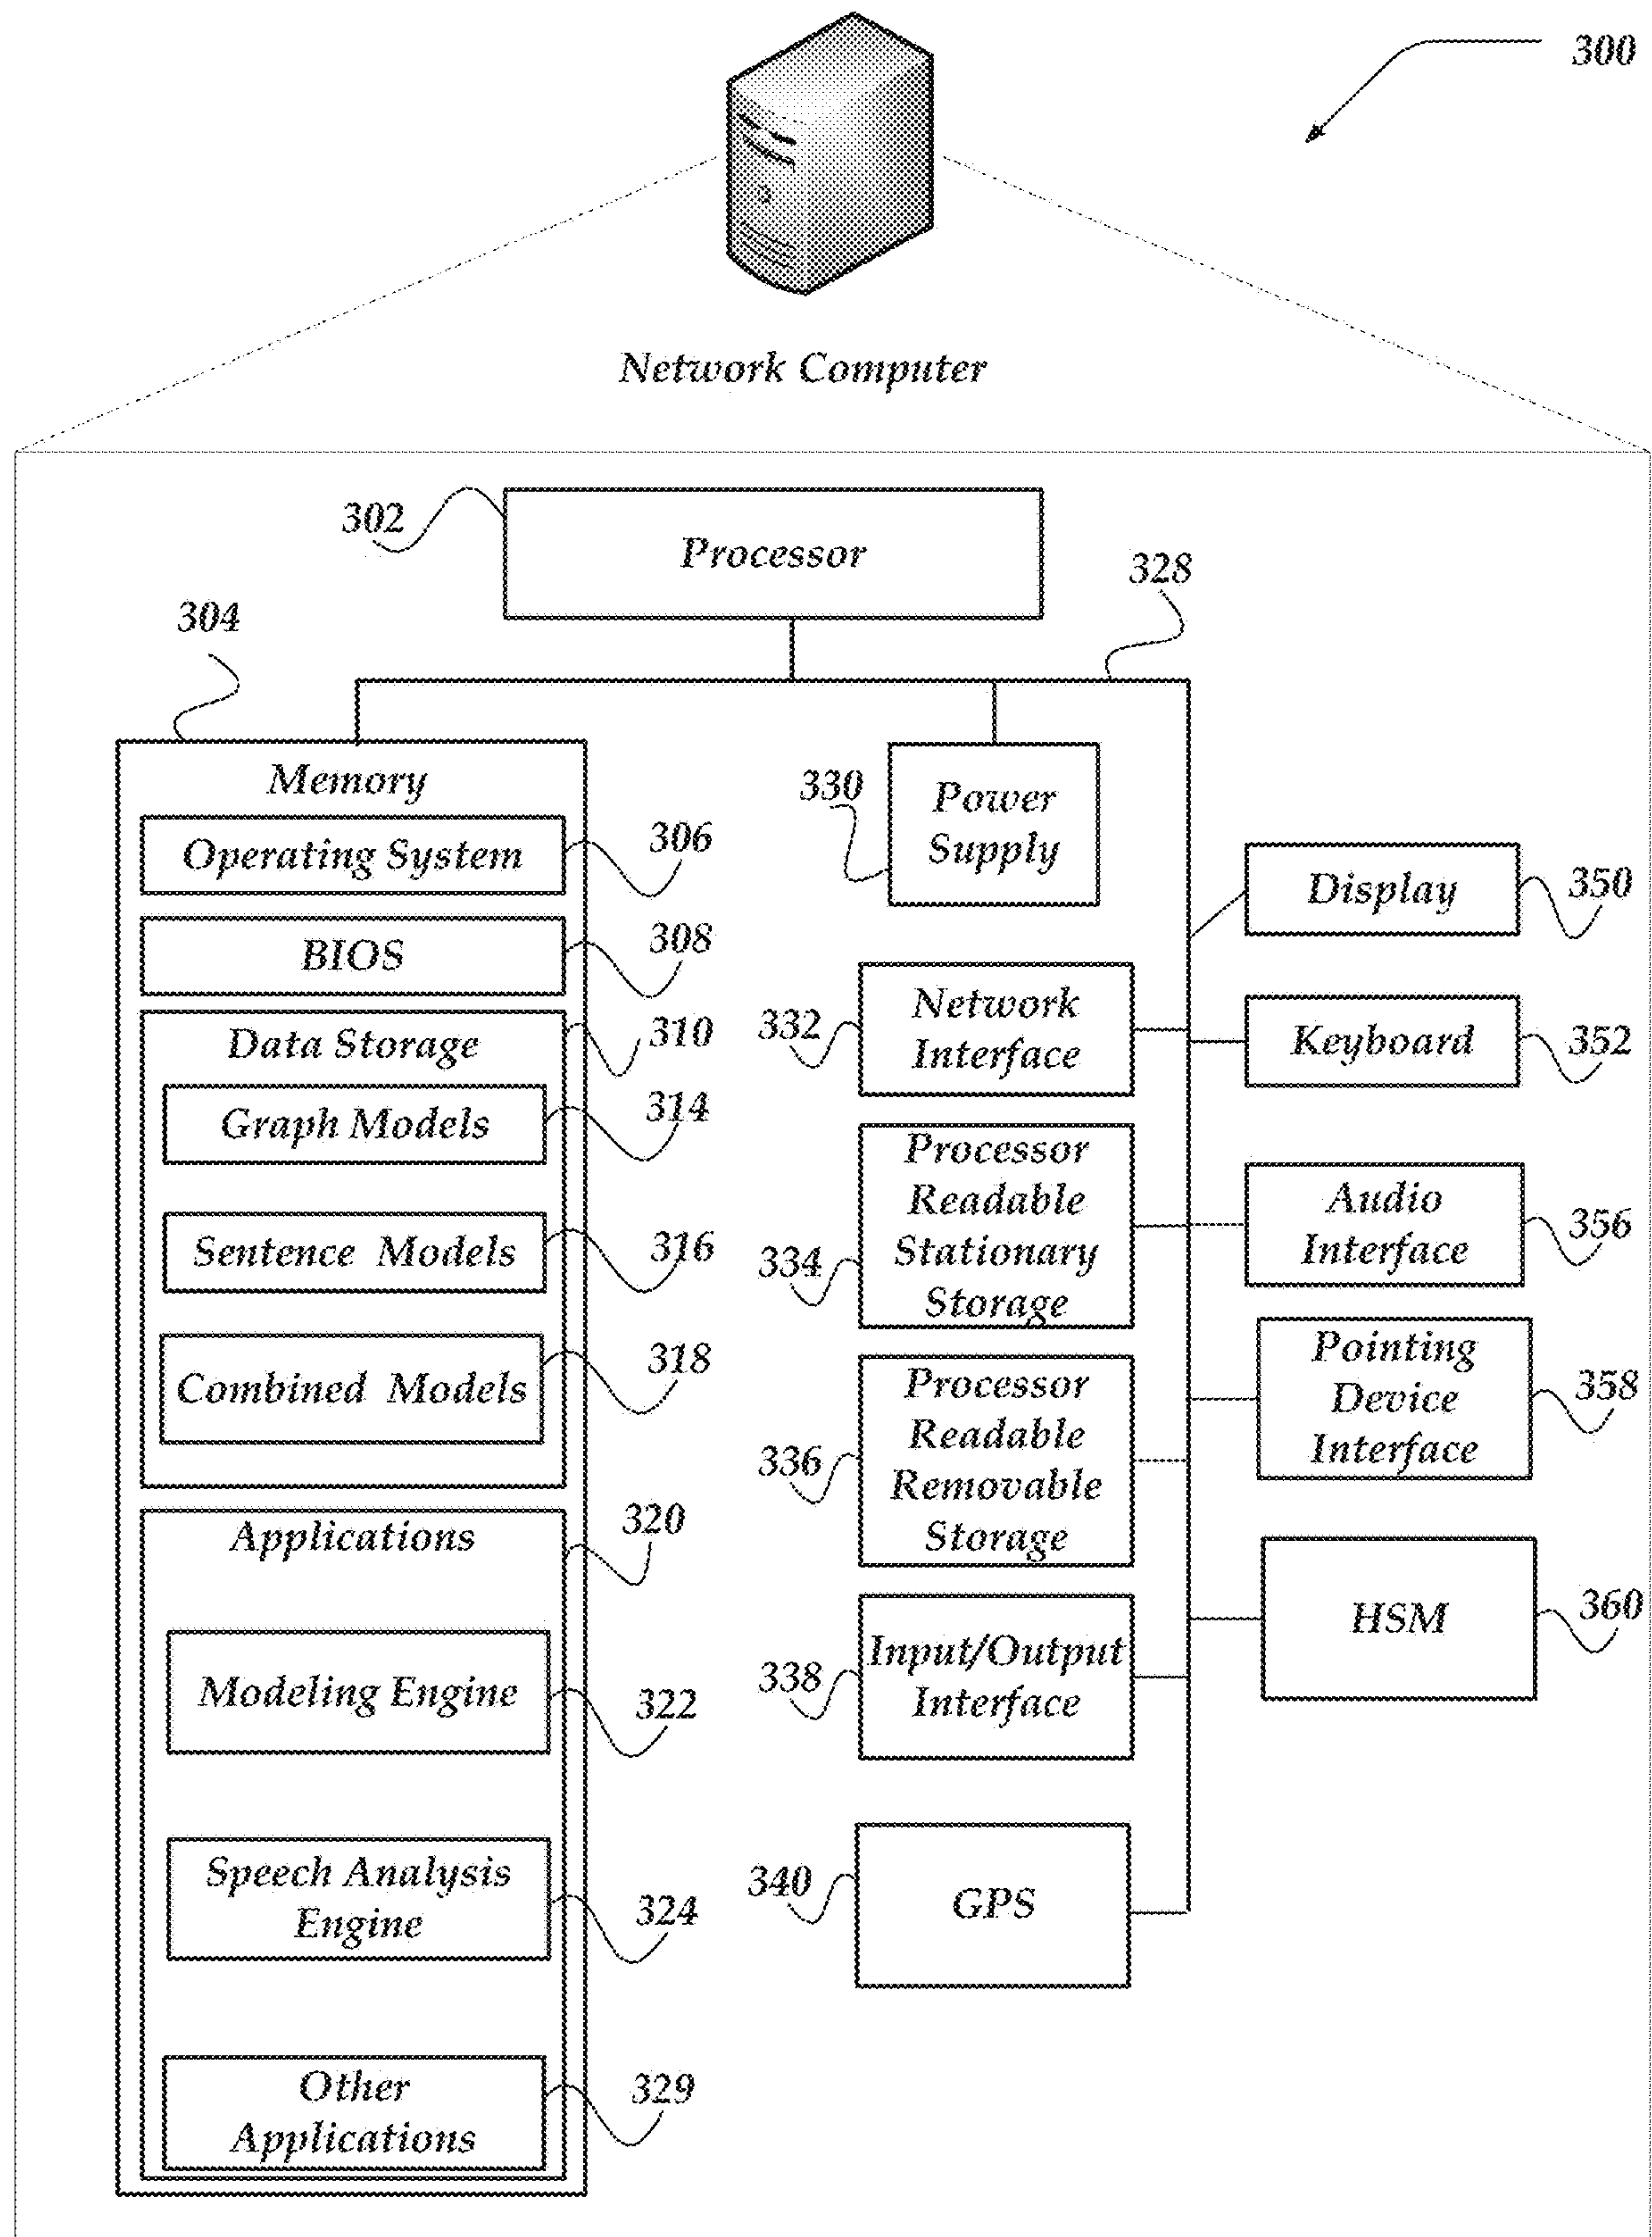 300
Network Computer
302
Processor
328
304
Memory
Operating System
306
BIOS
308
Data Storage
310
Graph Models
314
Sentence Models
316
Combined Models
318
Applications
320
Modeling Engine
322
Speech Analysis
Engine
324
Other
Applications
329
330
Power
Supply
332
Network
Interface
334
Processor
Readable
Stationary
Storage
336
Processor
Readable
Removable
Storage
338
Input/Output
Interface
340
GPS
Display
350
Keyboard
352
Audio
Interface
356
Pointing
Device
Interface
358
HSM
360